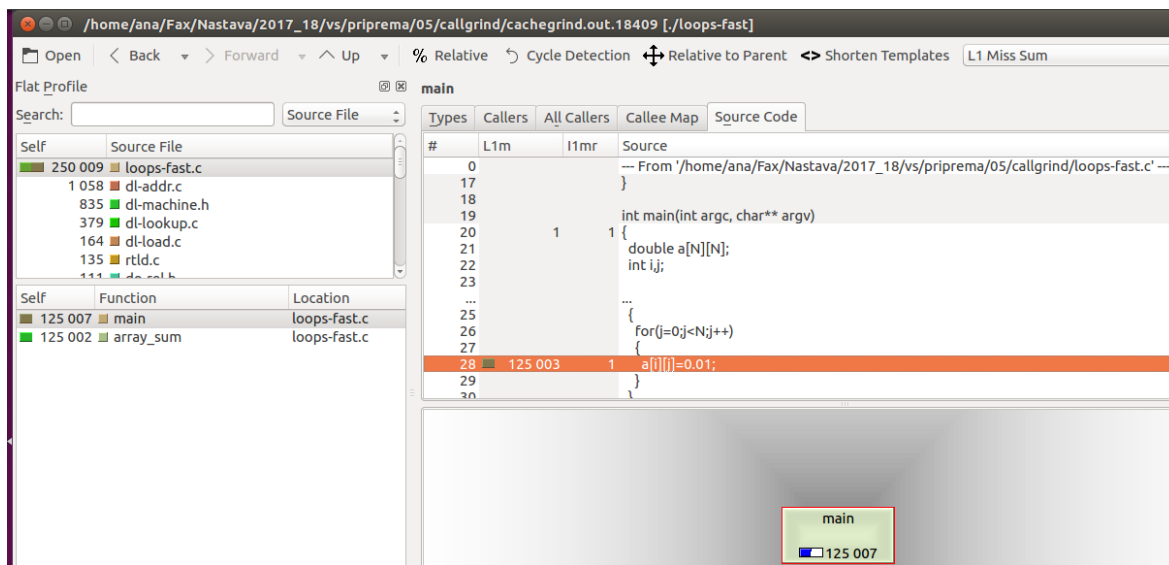 /home/ana/Fax/Nastava/2017_18/vs/priprema/05/callgrind/cachegrind.out.18409 [./loops-fast]
Open Back Forward Up % Relative Cycle Detection Relative to Parent <> Shorten Templates L1 Miss Sum
Flat Profile
Search: Source File
Self Source File
250 009 loops-fast.c
1 058 dl-addr.c
835 dl-machine.h
379 dl-lookup.c
164 dl-load.c
135 rtld.c
Self Function Location
125 007 main loops-fast.c
125 002 array_sum loops-fast.c
main
Types Callers All Callers Callee Map Source Code
# L1m I1mr Source
0 --- From '/home/ana/Fax/Nastava/2017_18/vs/priprema/05/callgrind/loops-fast.c' ---
17 }
18
19 int main(int argc, char** argv)
20 1 1 {
21 double a[N][N];
22 int i,j;
23
... ...
25 {
26 for(j=0;j<N;j++)
27 {
28 125 003 1 a[i][j]=0.01;
29 }
30 }
main
125 007